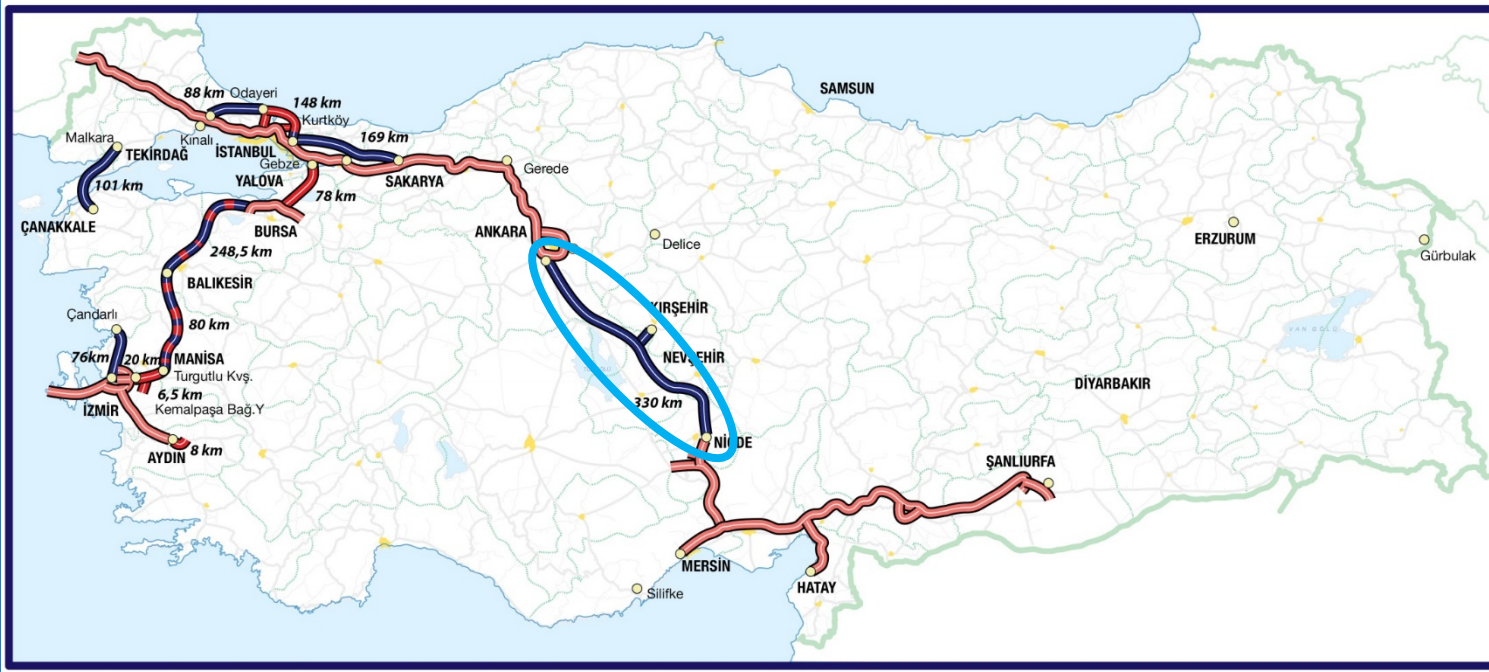 SAMSUN
88 km
Odayeri
148 km
Kurtköy
169 km
Malkara
Kınalı
TEKİRDAĞ
İSTANBUL
Gebze
Gerede
YALOVA
SAKARYA
101 km
78 km
ÇANAKKALE
BURSA
ANKARA
Delice
ERZURUM
248,5 km
Gürbulak
BALIKESİR
Çandarlı
KIRŞEHİR
80 km
VAN GÖLÜ
76km
20 km
MANİSA
NEVŞEHİR
Turgutlu Kvş.
DİYARBAKIR
6,5 km
330 km
İZMİR
Kemalpaşa Bağ.Y
8 km
NİĞDE
AYDIN
ŞANLIURFA
MERSİN
Silifke
HATAY